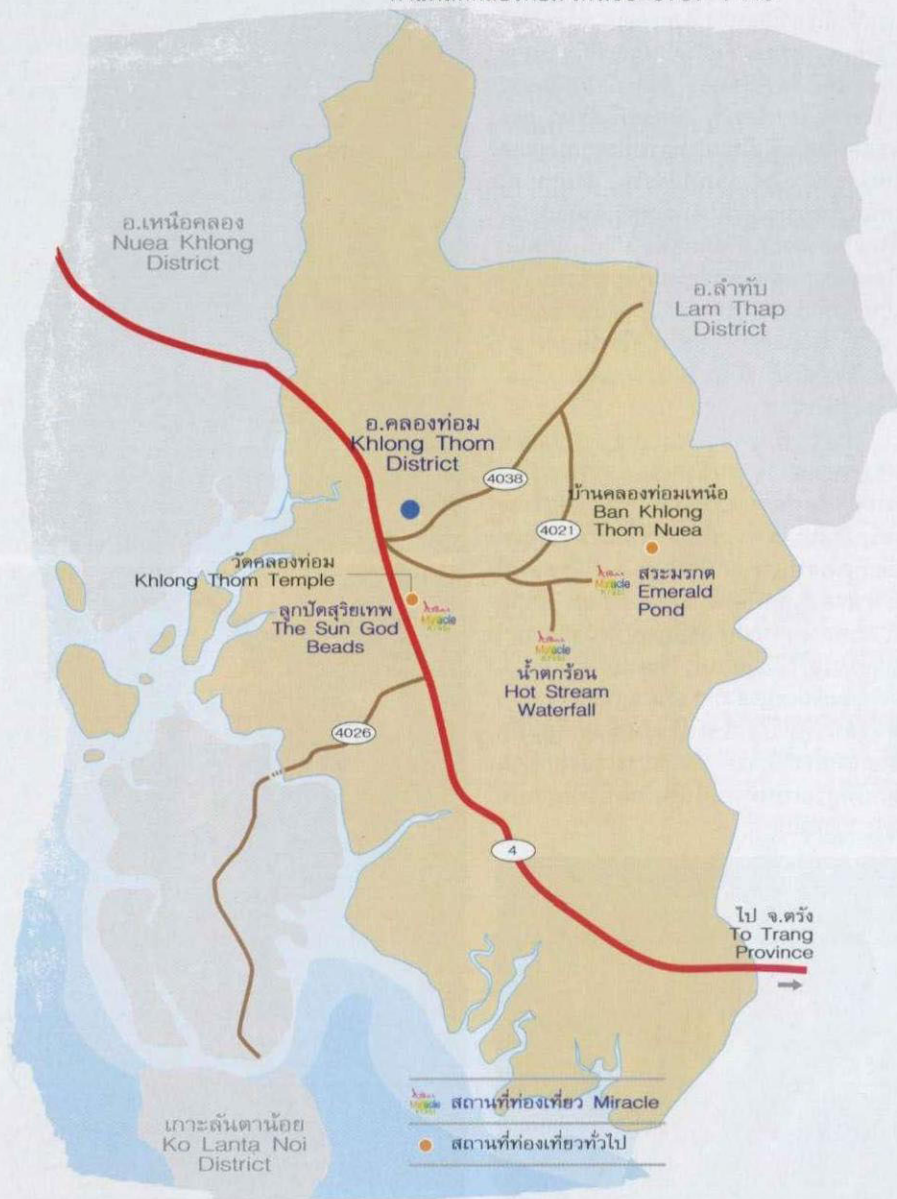 อ.เหนือคลอง
Nuea Khlong
District
อ.ลำทับ
Lam Thap
District
อ.คลองท่อม
Khlong Thom
District
4038
บ้านคลองท่อมเหนือ
Ban Khlong
Thom Nuea
4021
วัดคลองท่อม
Khlong Thom Temple
Miracle
สระมรกต
Emerald
Pond
ลูกปัดสุริยเทพ
The Sun God
Beads
Miracle
Miracle
น้ำตกร้อน
Hot Stream
Waterfall
4026
4
ไป จ.ตรัง
To Trang
Province
Miracle
สถานที่ท่องเที่ยว Miracle
สถานที่ท่องเที่ยวทั่วไป
เกาะลันตาน้อย
Ko Lanta Noi
District